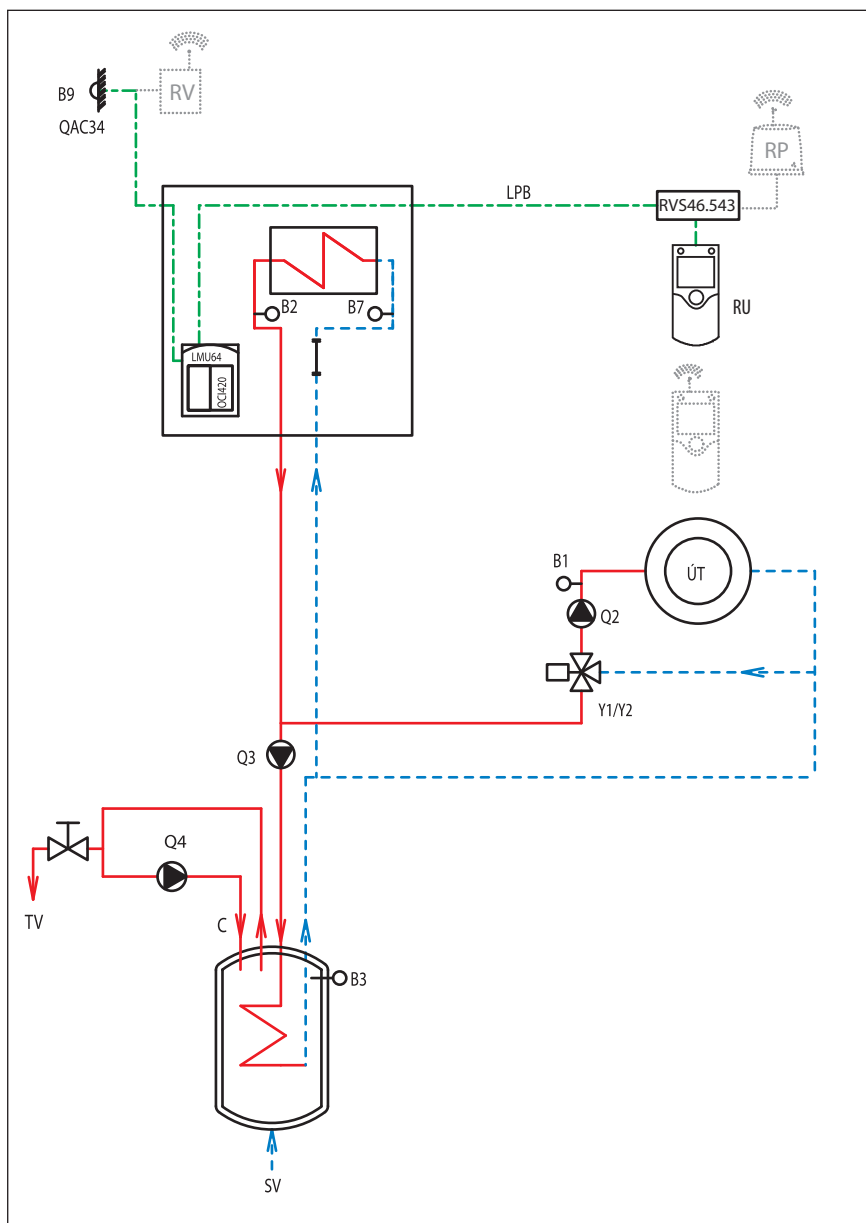 RV
B9
QAC34
RP
LPB
RVS46.543
B2
B7
RU
LMU64
OCI420
B1
ÚT
Q2
Y1/Y2
Q3
Q4
TV
C
B3
SV